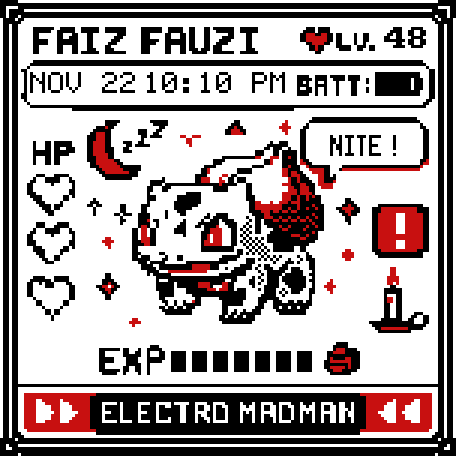 FAIZ FAUZI LV. 48
NOV 22 10:10 PM BATT:
zzz
NITE!
HP
!
EXP
ELECTRO MADMAN